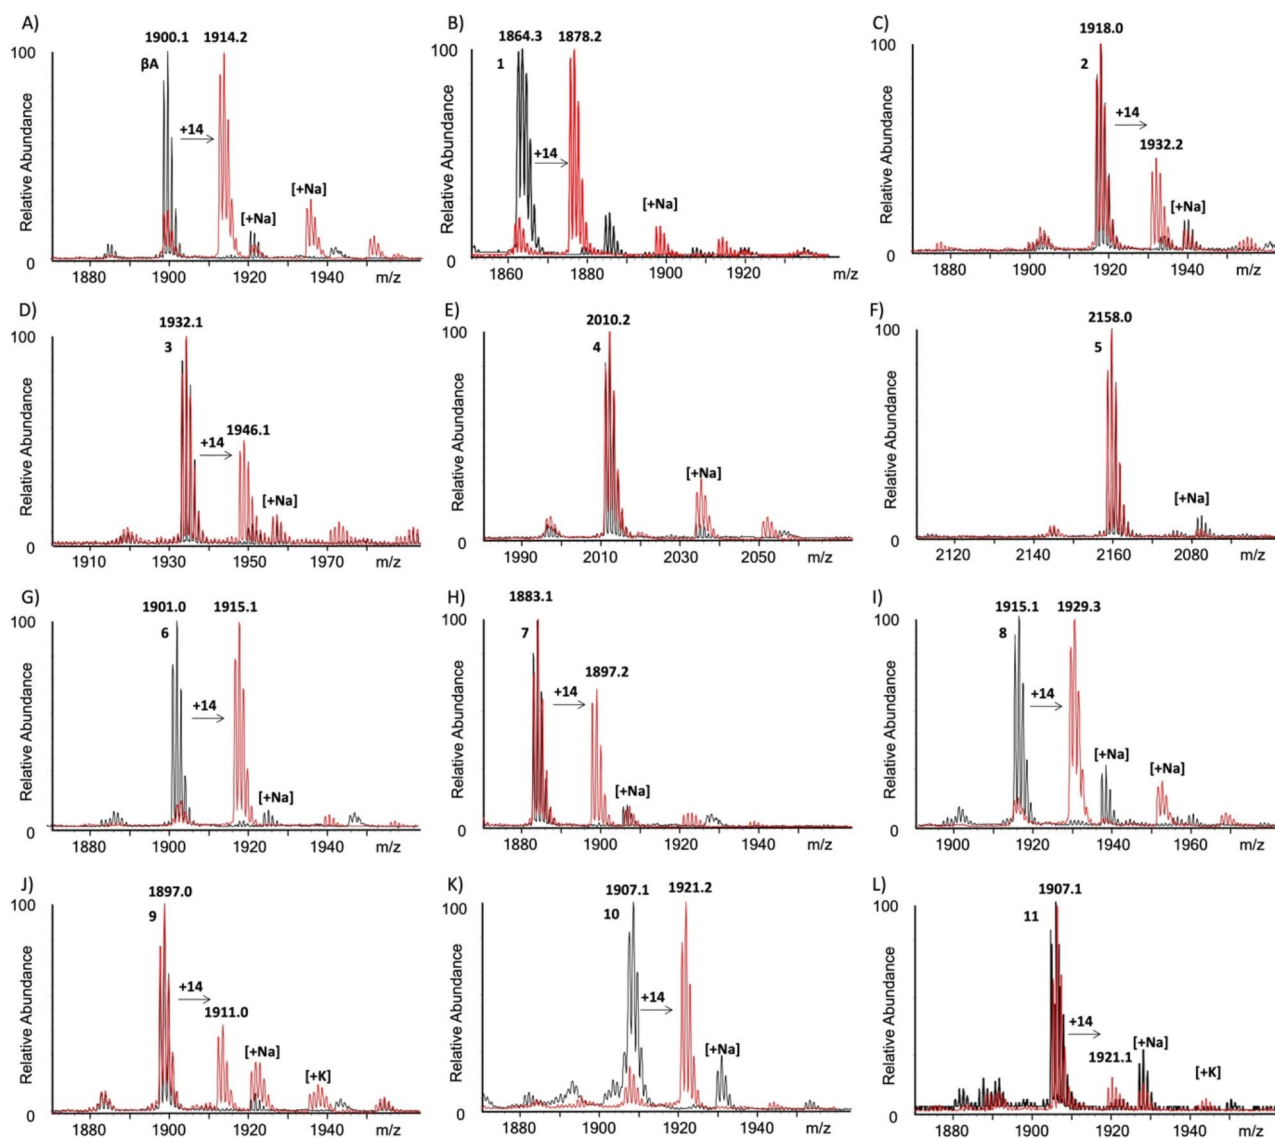 A)
1900.1 1914.2
100
βA
+14
[+Na]
[+Na]
Relative Abundance
0
1880 1900 1920 1940 m/z
B)
1864.3 1878.2
100
1
+14
[+Na]
Relative Abundance
0
1860 1880 1900 1920 m/z
C)
1918.0
100
2
+14
1932.2
[+Na]
Relative Abundance
0
1880 1900 1920 1940 m/z
D)
1932.1
100
3
+14
1946.1
[+Na]
Relative Abundance
0
1910 1930 1950 1970 m/z
E)
2010.2
100
4
[+Na]
Relative Abundance
0
1990 2010 2030 2050 m/z
F)
2158.0
100
5
[+Na]
Relative Abundance
0
2120 2140 2160 2080 m/z
G)
1901.0 1915.1
100
6
+14
[+Na]
Relative Abundance
0
1880 1900 1920 1940 m/z
H)
1883.1
100
7
+14
1897.2
[+Na]
Relative Abundance
0
1880 1900 1920 1940 m/z
I)
1915.1 1929.3
100
8
+14
[+Na]
[+Na]
Relative Abundance
0
1900 1920 1940 1960 m/z
J)
1897.0
100
9
+14
1911.0
[+Na]
[+K]
Relative Abundance
0
1880 1900 1920 1940 m/z
K)
1907.1 1921.2
100
10
+14
[+Na]
Relative Abundance
0
1880 1900 1920 1940 m/z
L)
1907.1
100
11
+14
1921.1
[+Na]
[+K]
Relative Abundance
0
1880 1900 1920 1940 m/z